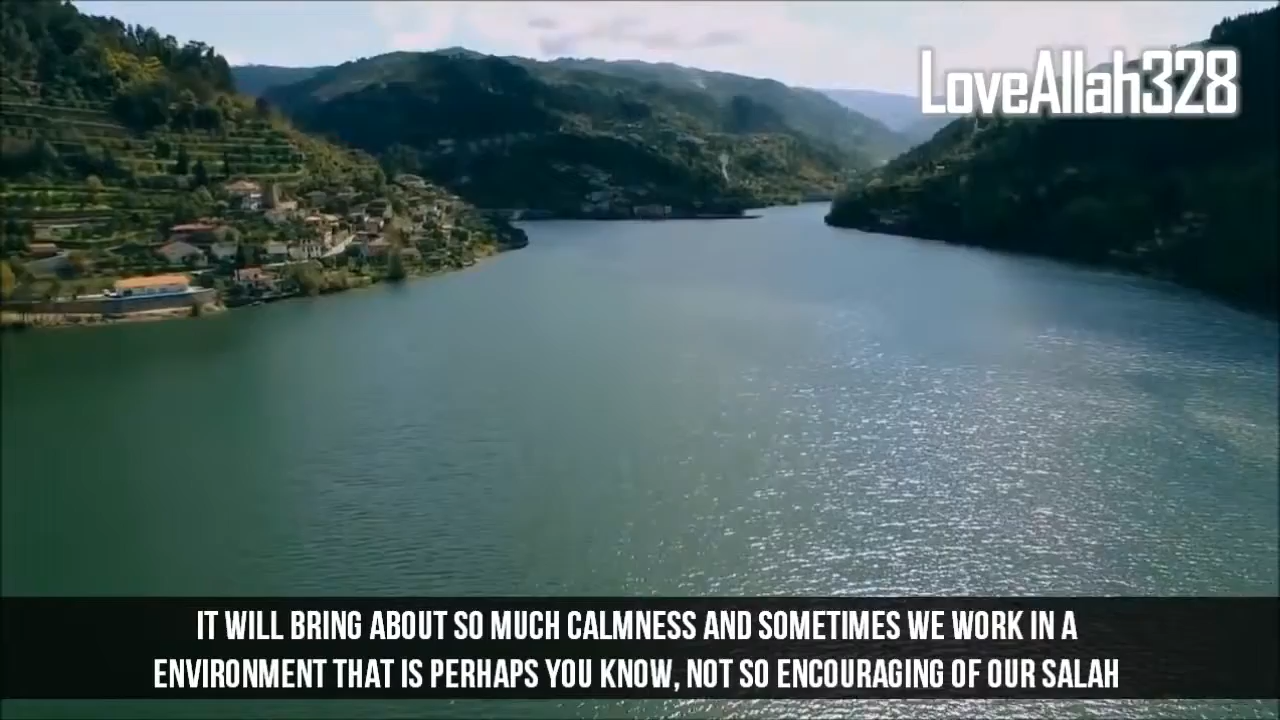 LoveAllah328
IT WILL BRING ABOUT SO MUCH CALMNESS AND SOMETIMES WE WORK IN A
ENVIRONMENT THAT IS PERHAPS YOU KNOW, NOT SO ENCOURAGING OF OUR SALAH